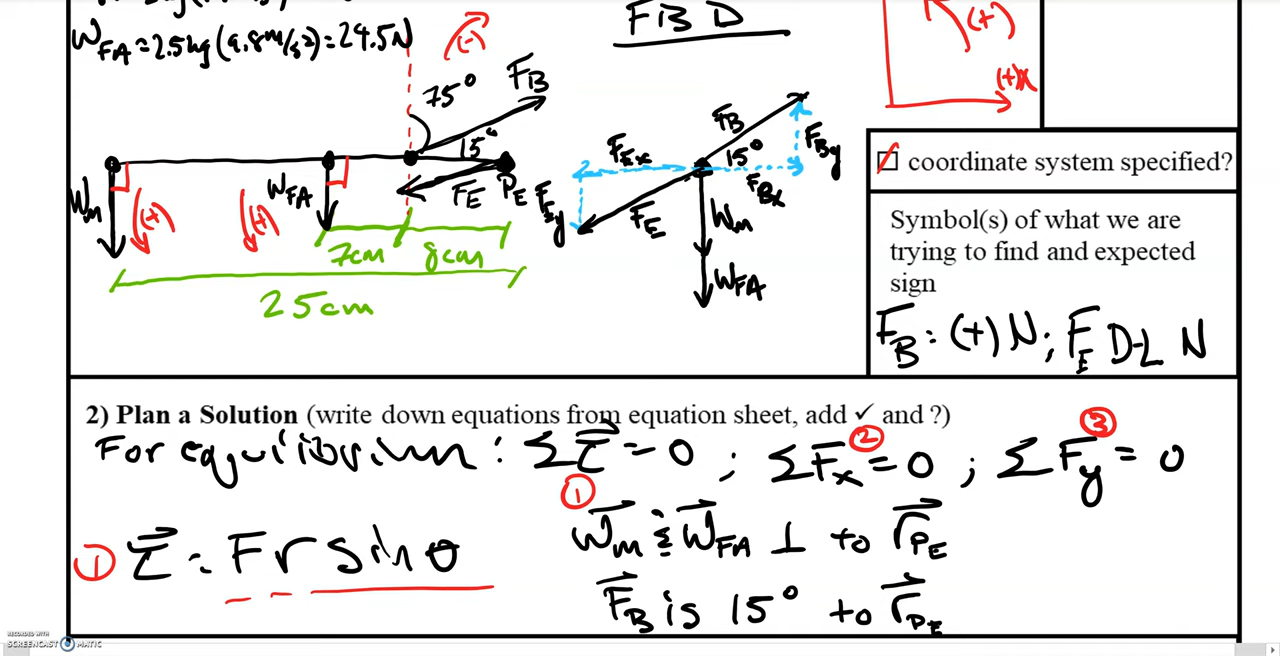 W_FA = 2.5kg(9.8m/s²) = 24.5N
FBD
(-)
(+)
(+)x
75°
F_B
15°
W_m
(+)
(+)
W_FA
F_E
P_E
7cm
8cm
25cm
F_Ex
F_B
15°
F_By
F_Bx
F_Ey
F_E
W_m
W_FA
coordinate system specified?
Symbol(s) of what we are
trying to find and expected
sign
F_B: (+) N; F_E D-L N
2) Plan a Solution (write down equations from equation sheet, add ✓ and ?)
For equilibrium: Στ = 0 ; ΣF_x = 0 ; ΣF_y = 0
① ② ③
① τ = F r sin θ
W_m & W_FA ⊥ to r_PE
F_B is 15° to r_PE
RECORDED WITH
SCREENCAST MATIC